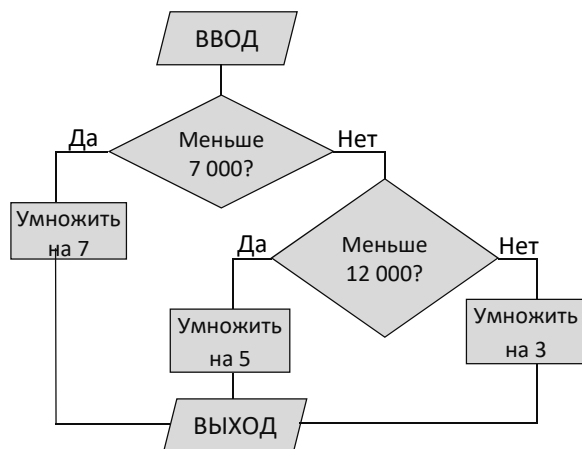 ВВОД
Меньше
7 000?
Да
Нет
Умножить
на 7
Меньше
12 000?
Да
Нет
Умножить
на 5
Умножить
на 3
ВЫХОД